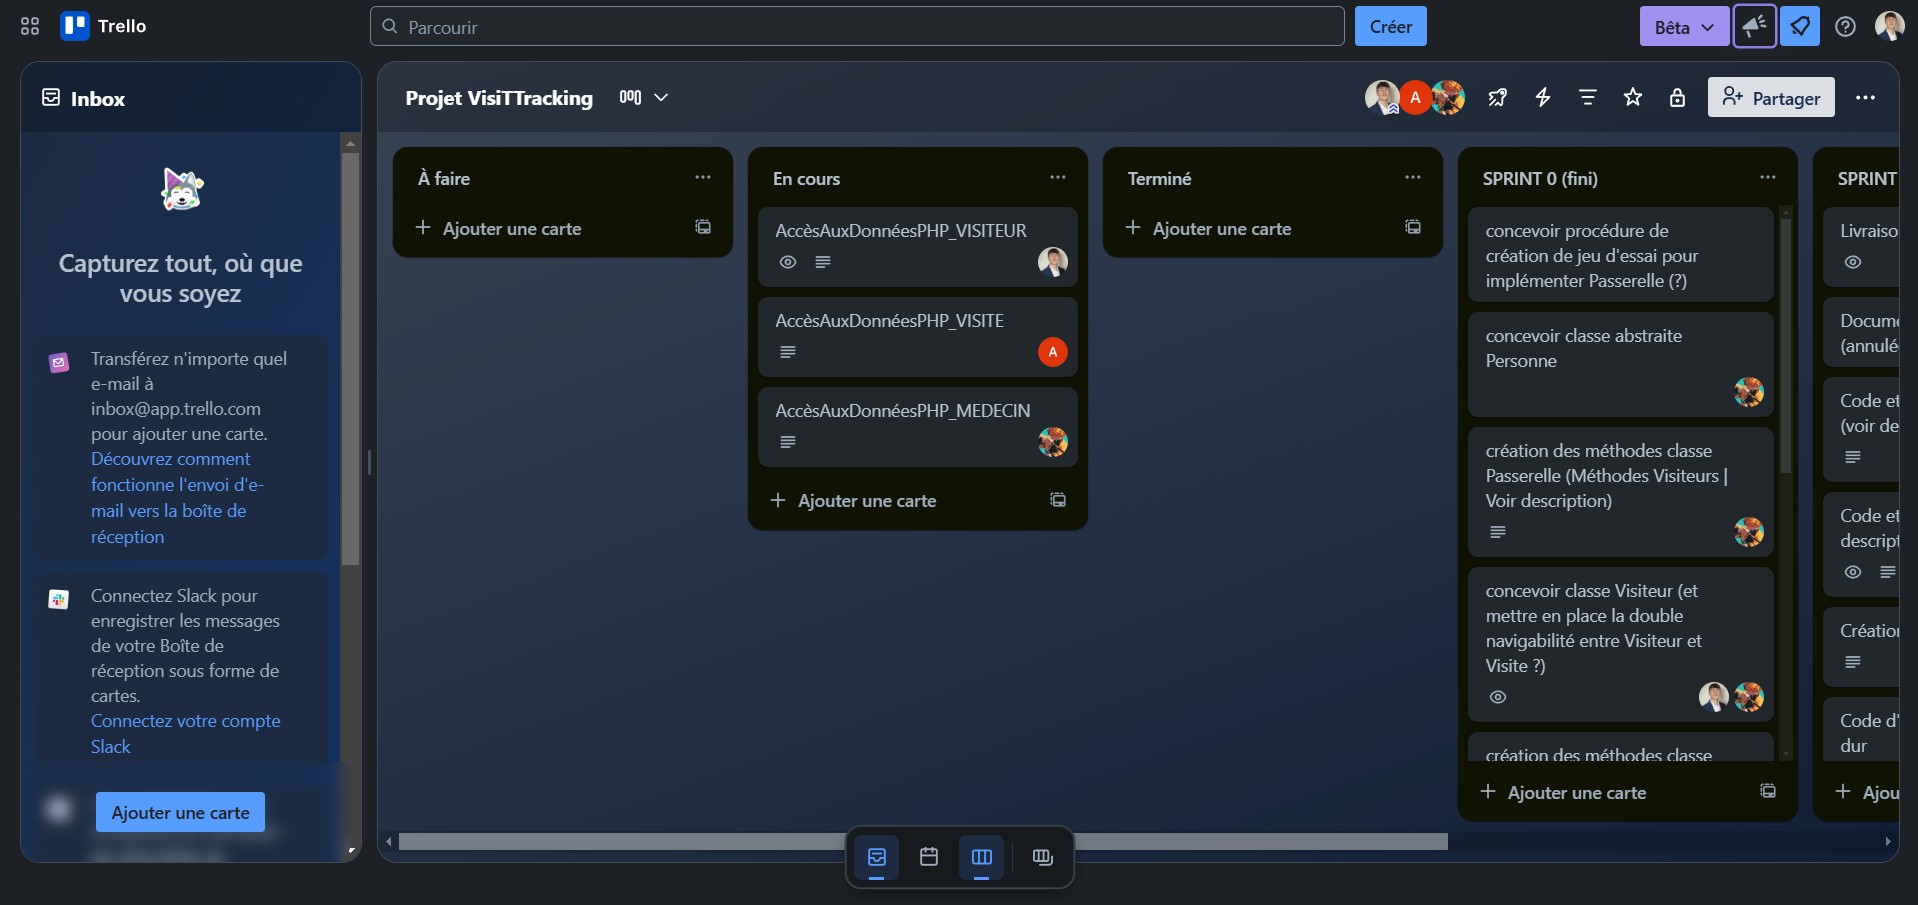 Trello
Parcourir
Créer
Bêta
Inbox
Capturez tout, où que
vous soyez
Transférez n'importe quel
e-mail à
inbox@app.trello.com
pour ajouter une carte.
Découvrez comment
fonctionne l'envoi d'e-
mail vers la boîte de
réception
Connectez Slack pour
enregistrer les messages
de votre Boîte de
réception sous forme de
cartes.
Connectez votre compte
Slack
Ajouter une carte
Projet VisiTTracking
A
Partager
À faire
Ajouter une carte
En cours
AccèsAuxDonnéesPHP_VISITEUR
AccèsAuxDonnéesPHP_VISITE
A
AccèsAuxDonnéesPHP_MEDECIN
Ajouter une carte
Terminé
Ajouter une carte
SPRINT 0 (fini)
concevoir procédure de
création de jeu d'essai pour
implémenter Passerelle (?)
concevoir classe abstraite
Personne
création des méthodes classe
Passerelle (Méthodes Visiteurs |
Voir description)
concevoir classe Visiteur (et
mettre en place la double
navigabilité entre Visiteur et
Visite ?)
création des méthodes classe
Ajouter une carte
SPRINT
Livraiso
Docume
(annulé
Code et
(voir de
Code et
descript
Création
Code d'
dur
Ajou